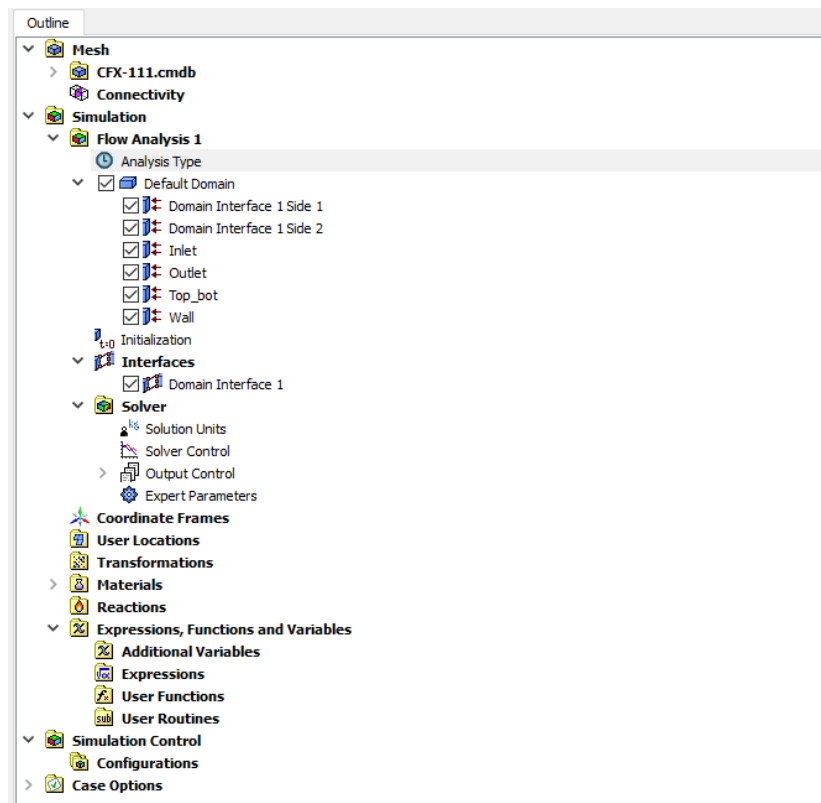 Outline
Mesh
CFX-111.cmdb
Connectivity
Simulation
Flow Analysis 1
Analysis Type
Default Domain
Domain Interface 1 Side 1
Domain Interface 1 Side 2
Inlet
Outlet
Top_bot
Wall
t=0 Initialization
Interfaces
Domain Interface 1
Solver
kg Solution Units
Solver Control
Output Control
Expert Parameters
Coordinate Frames
User Locations
Transformations
Materials
Reactions
Expressions, Functions and Variables
Additional Variables
Expressions
User Functions
sub User Routines
Simulation Control
Configurations
Case Options